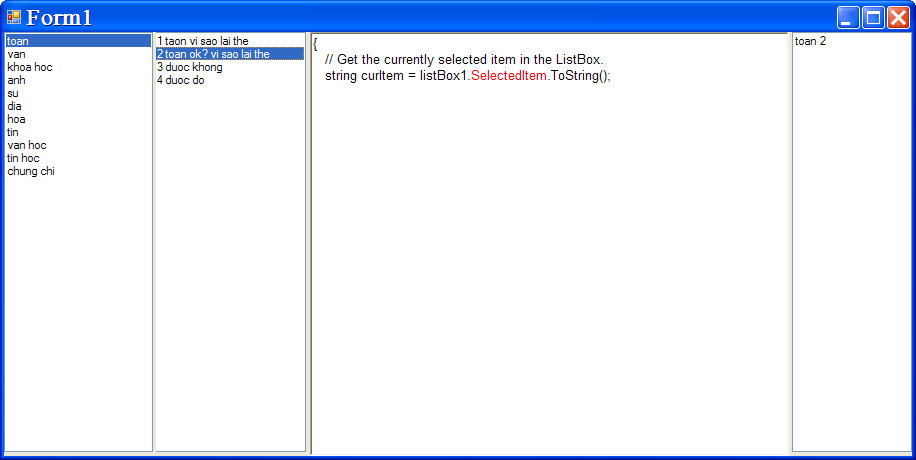 Form1
toan
van
khoa hoc
anh
su
dia
hoa
tin
van hoc
tin hoc
chung chi
1 taon vi sao lai the
2 toan ok? vi sao lai the
3 duoc khong
4 duoc do
{
// Get the currently selected item in the ListBox.
string curItem = listBox1.SelectedItem.ToString();
toan 2